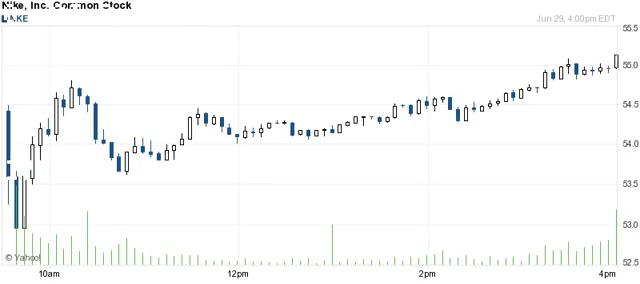 Nike, Inc. Common Stock
NKE
Jun 29, 4:00pm EDT
55.5
55.0
54.5
54.0
53.5
53.0
52.5
© Yahoo!
10am 12pm 2pm 4pm